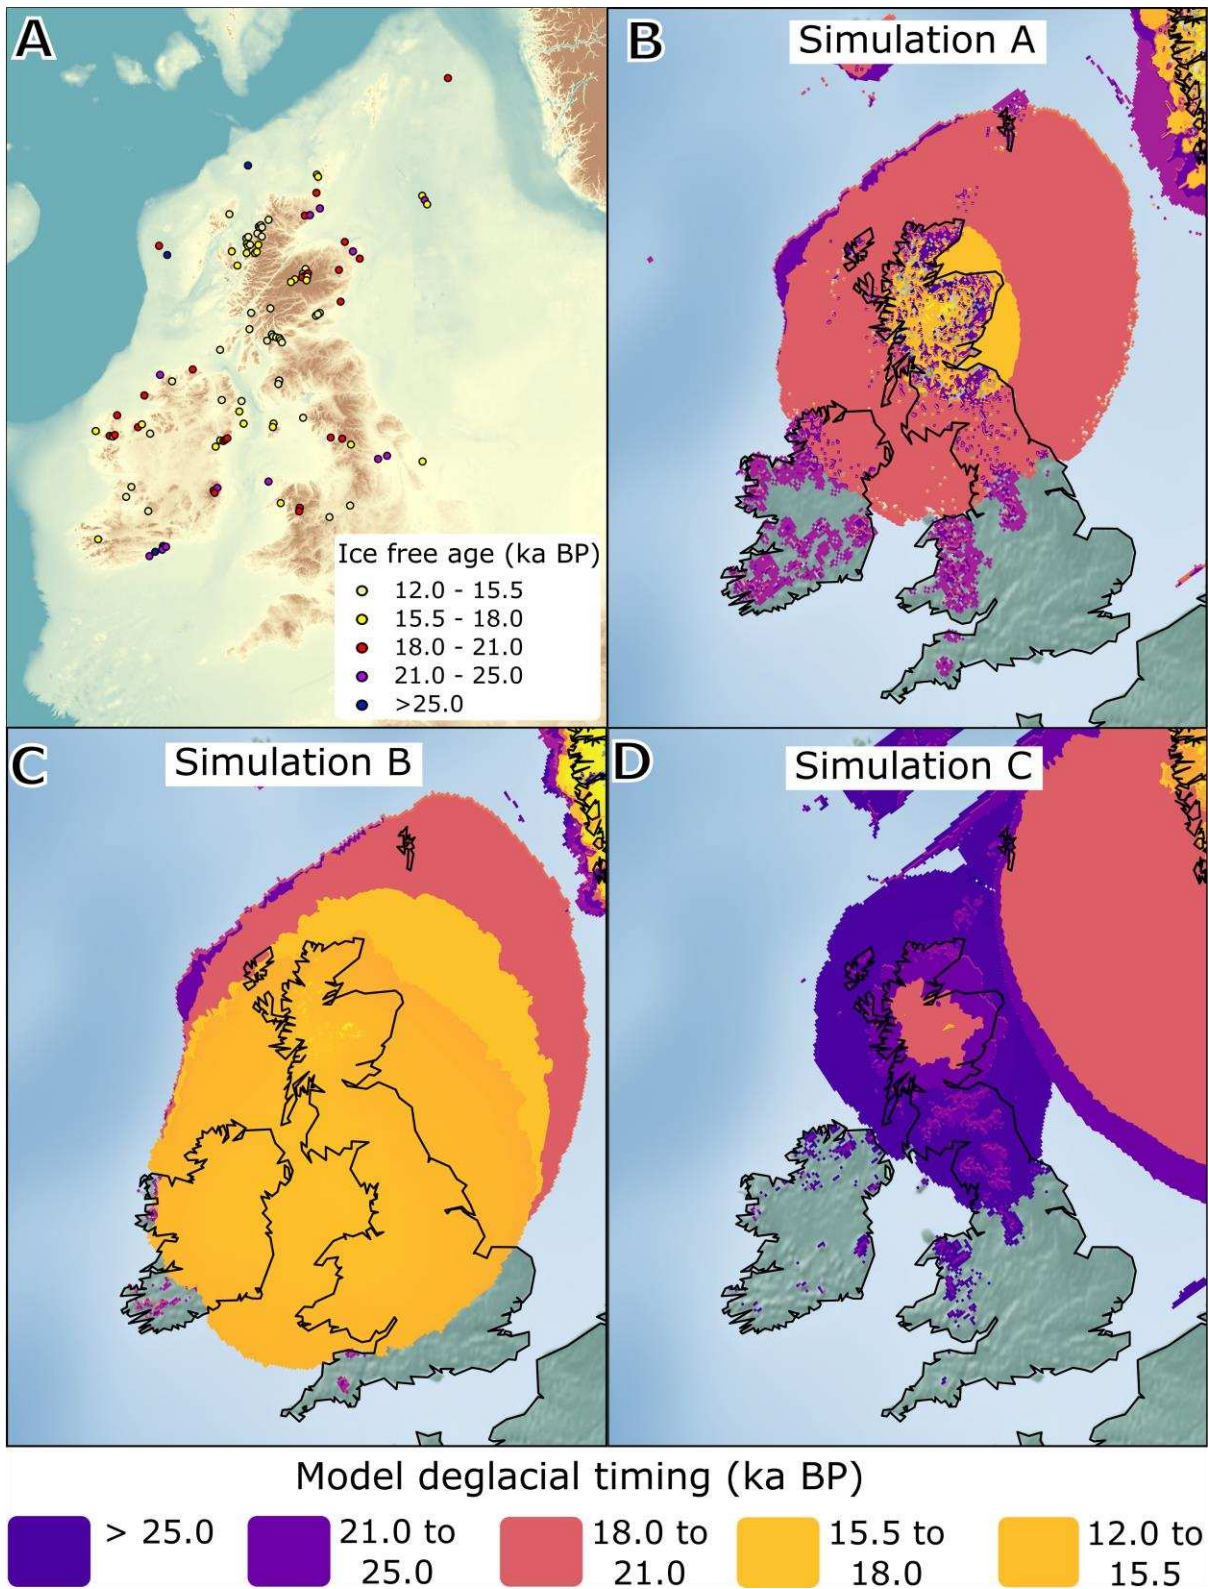 A
Ice free age (ka BP)
12.0 - 15.5
15.5 - 18.0
18.0 - 21.0
21.0 - 25.0
>25.0
B
Simulation A
C
Simulation B
D
Simulation C
Model deglacial timing (ka BP)
> 25.0
21.0 to
25.0
18.0 to
21.0
15.5 to
18.0
12.0 to
15.5